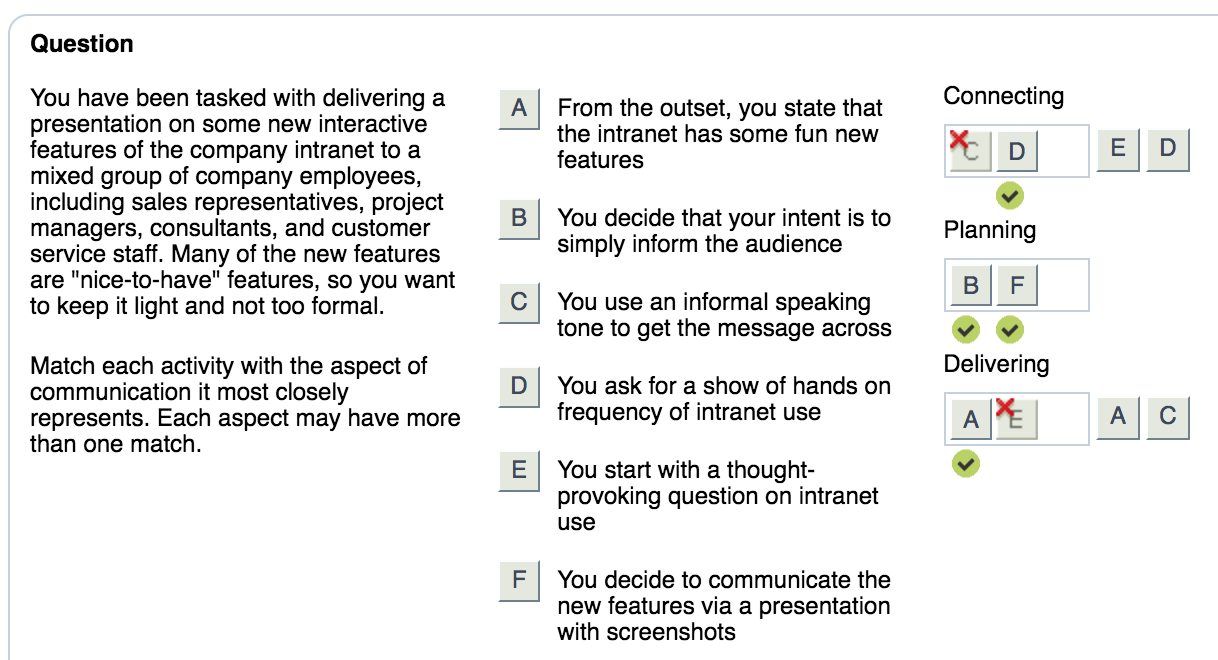 Question
You have been tasked with delivering a
presentation on some new interactive
features of the company intranet to a
mixed group of company employees,
including sales representatives, project
managers, consultants, and customer
service staff. Many of the new features
are "nice-to-have" features, so you want
to keep it light and not too formal.
Match each activity with the aspect of
communication it most closely
represents. Each aspect may have more
than one match.
A From the outset, you state that
the intranet has some fun new
features
B You decide that your intent is to
simply inform the audience
C You use an informal speaking
tone to get the message across
D You ask for a show of hands on
frequency of intranet use
E You start with a thought-
provoking question on intranet
use
F You decide to communicate the
new features via a presentation
with screenshots
Connecting
C D E D
Planning
B F
Delivering
A E A C